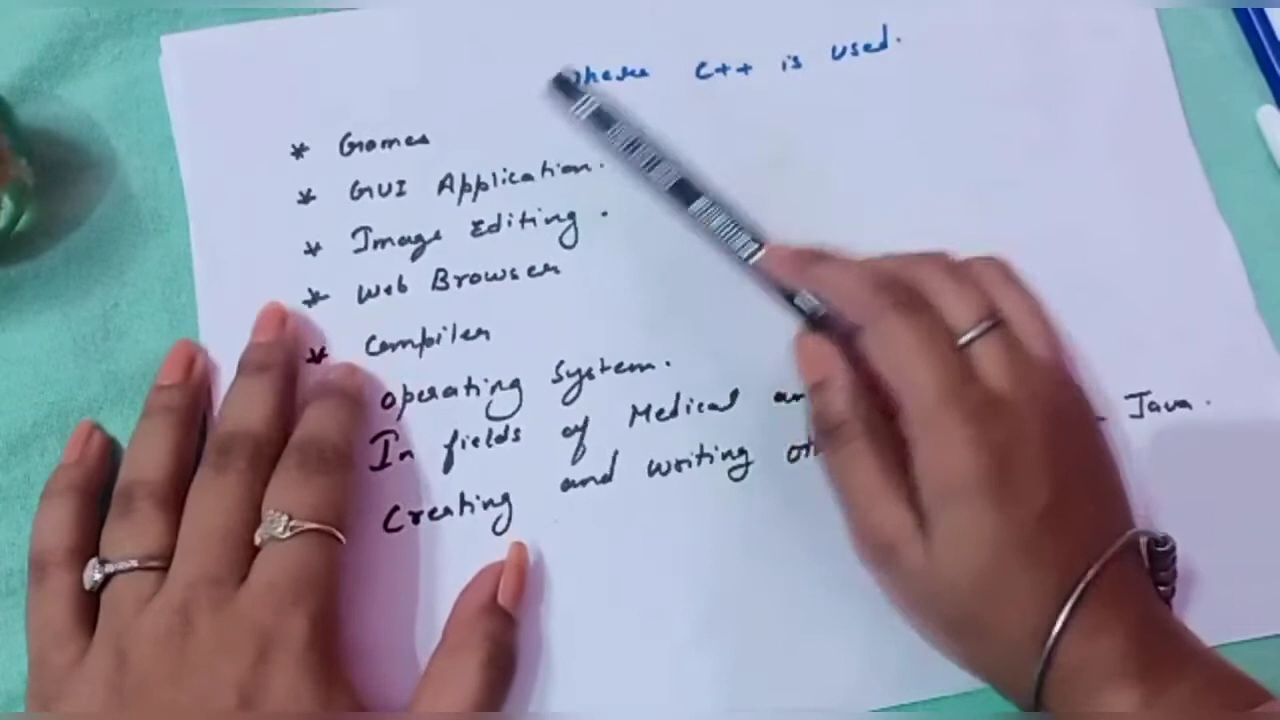 where C++ is used.
* Games
* GUI Application.
* Image Editing.
* Web Browser
* Compiler
operating System.
In fields of Medical
Creating and writing Java.